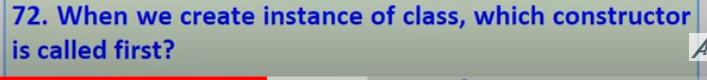 72. When we create instance of class, which constructor
is called first?